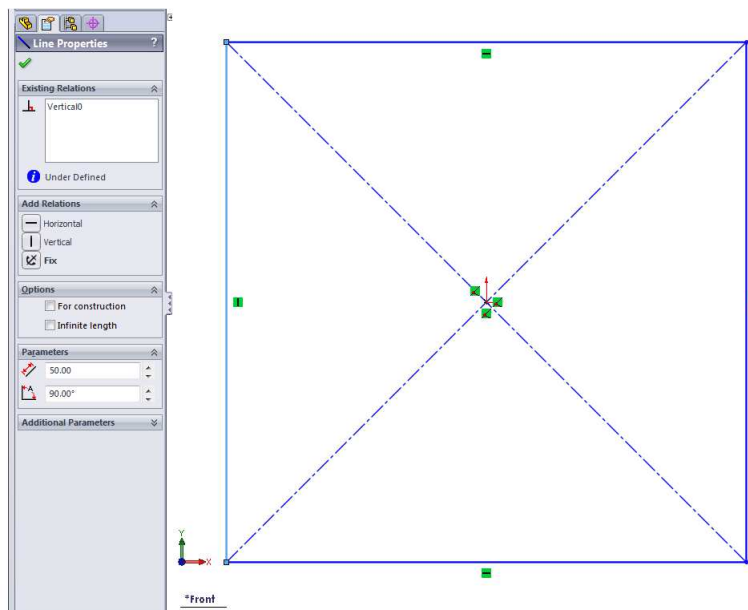 Line Properties ?
Existing Relations
Vertical0
Under Defined
Add Relations
Horizontal
Vertical
Fix
Options
For construction
Infinite length
Parameters
50.00
A
90.00°
Additional Parameters
Y
X
*Front